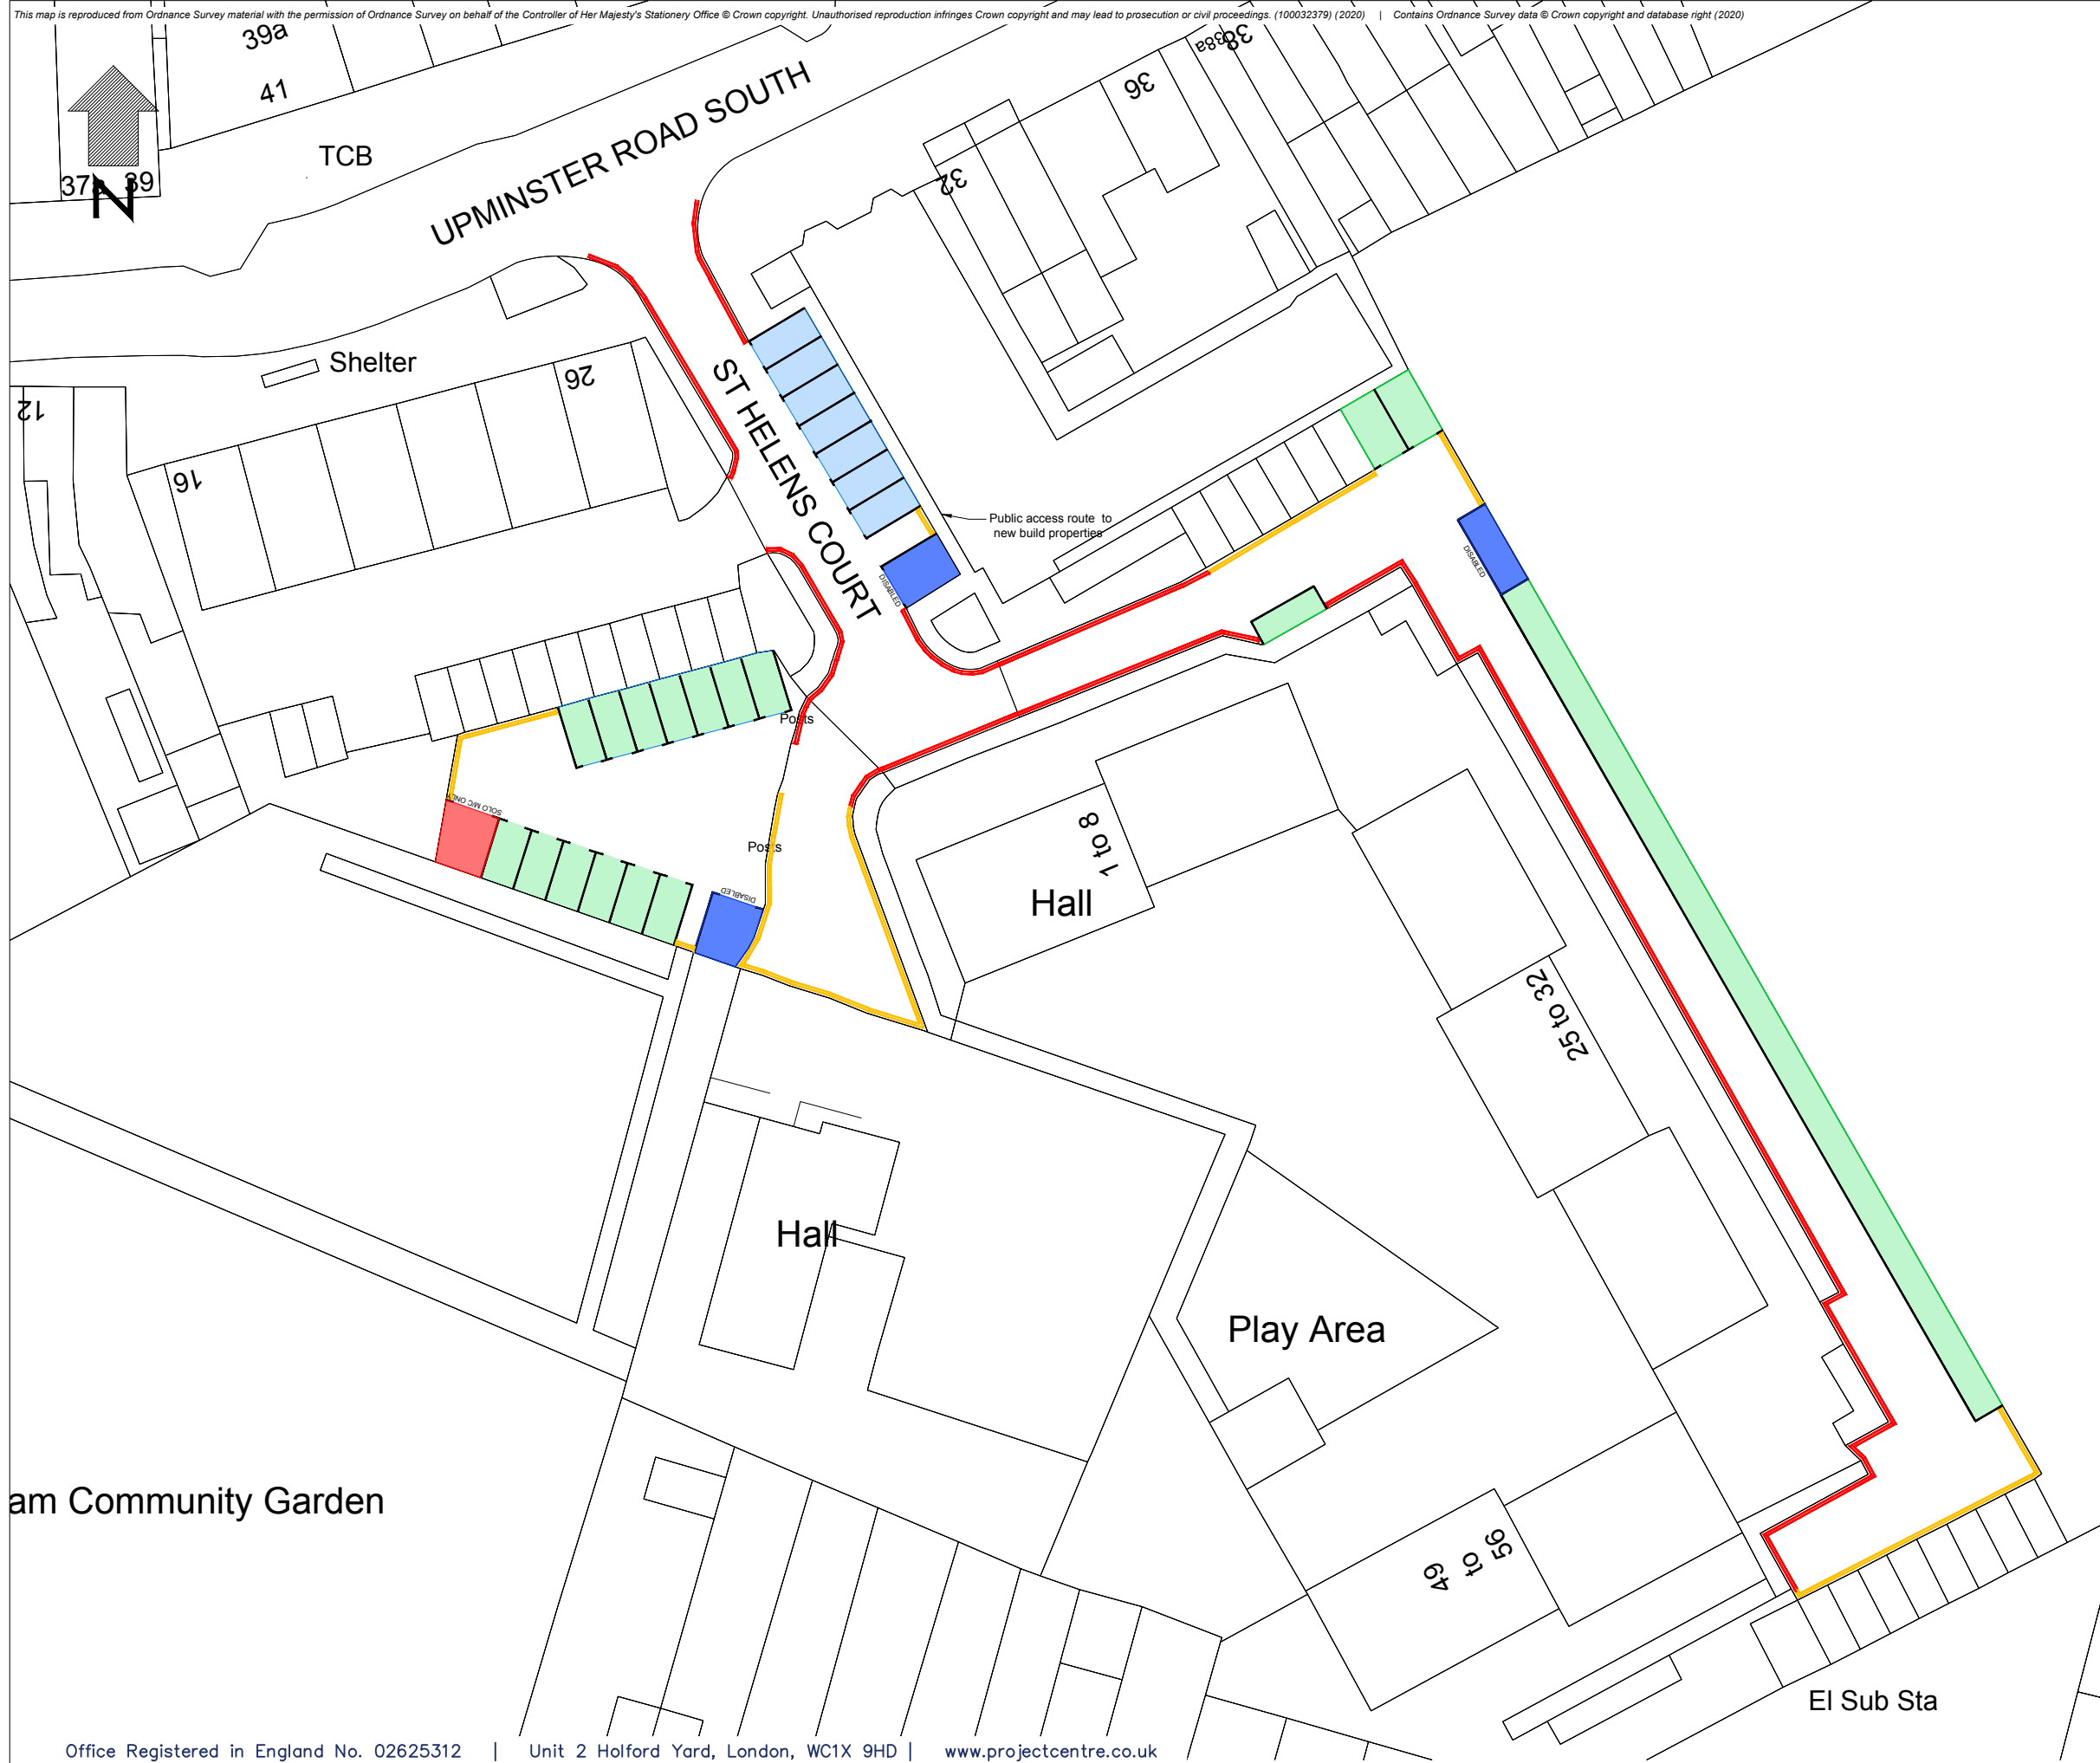 This map is reproduced from Ordnance Survey material with the permission of Ordnance Survey on behalf of the Controller of Her Majesty's Stationery Office © Crown copyright. Unauthorised reproduction infringes Crown copyright and may lead to prosecution or civil proceedings. (100032379) (2020) | Contains Ordnance Survey data © Crown copyright and database right (2020)
39a
41
38a
38
36
TCB
UPMINSTER ROAD SOUTH
37a 39
N
32
Shelter
26
12
16
ST HELENS COURT
Public access route to
new build properties
DISABLED
DISABLED
Posts
SOLO M/C ONLY
Posts
DISABLED
1 to 8
Hall
25 to 32
Hall
Play Area
am Community Garden
49
to
56
El Sub Sta
Office Registered in England No. 02625312 | Unit 2 Holford Yard, London, WC1X 9HD | www.projectcentre.co.uk